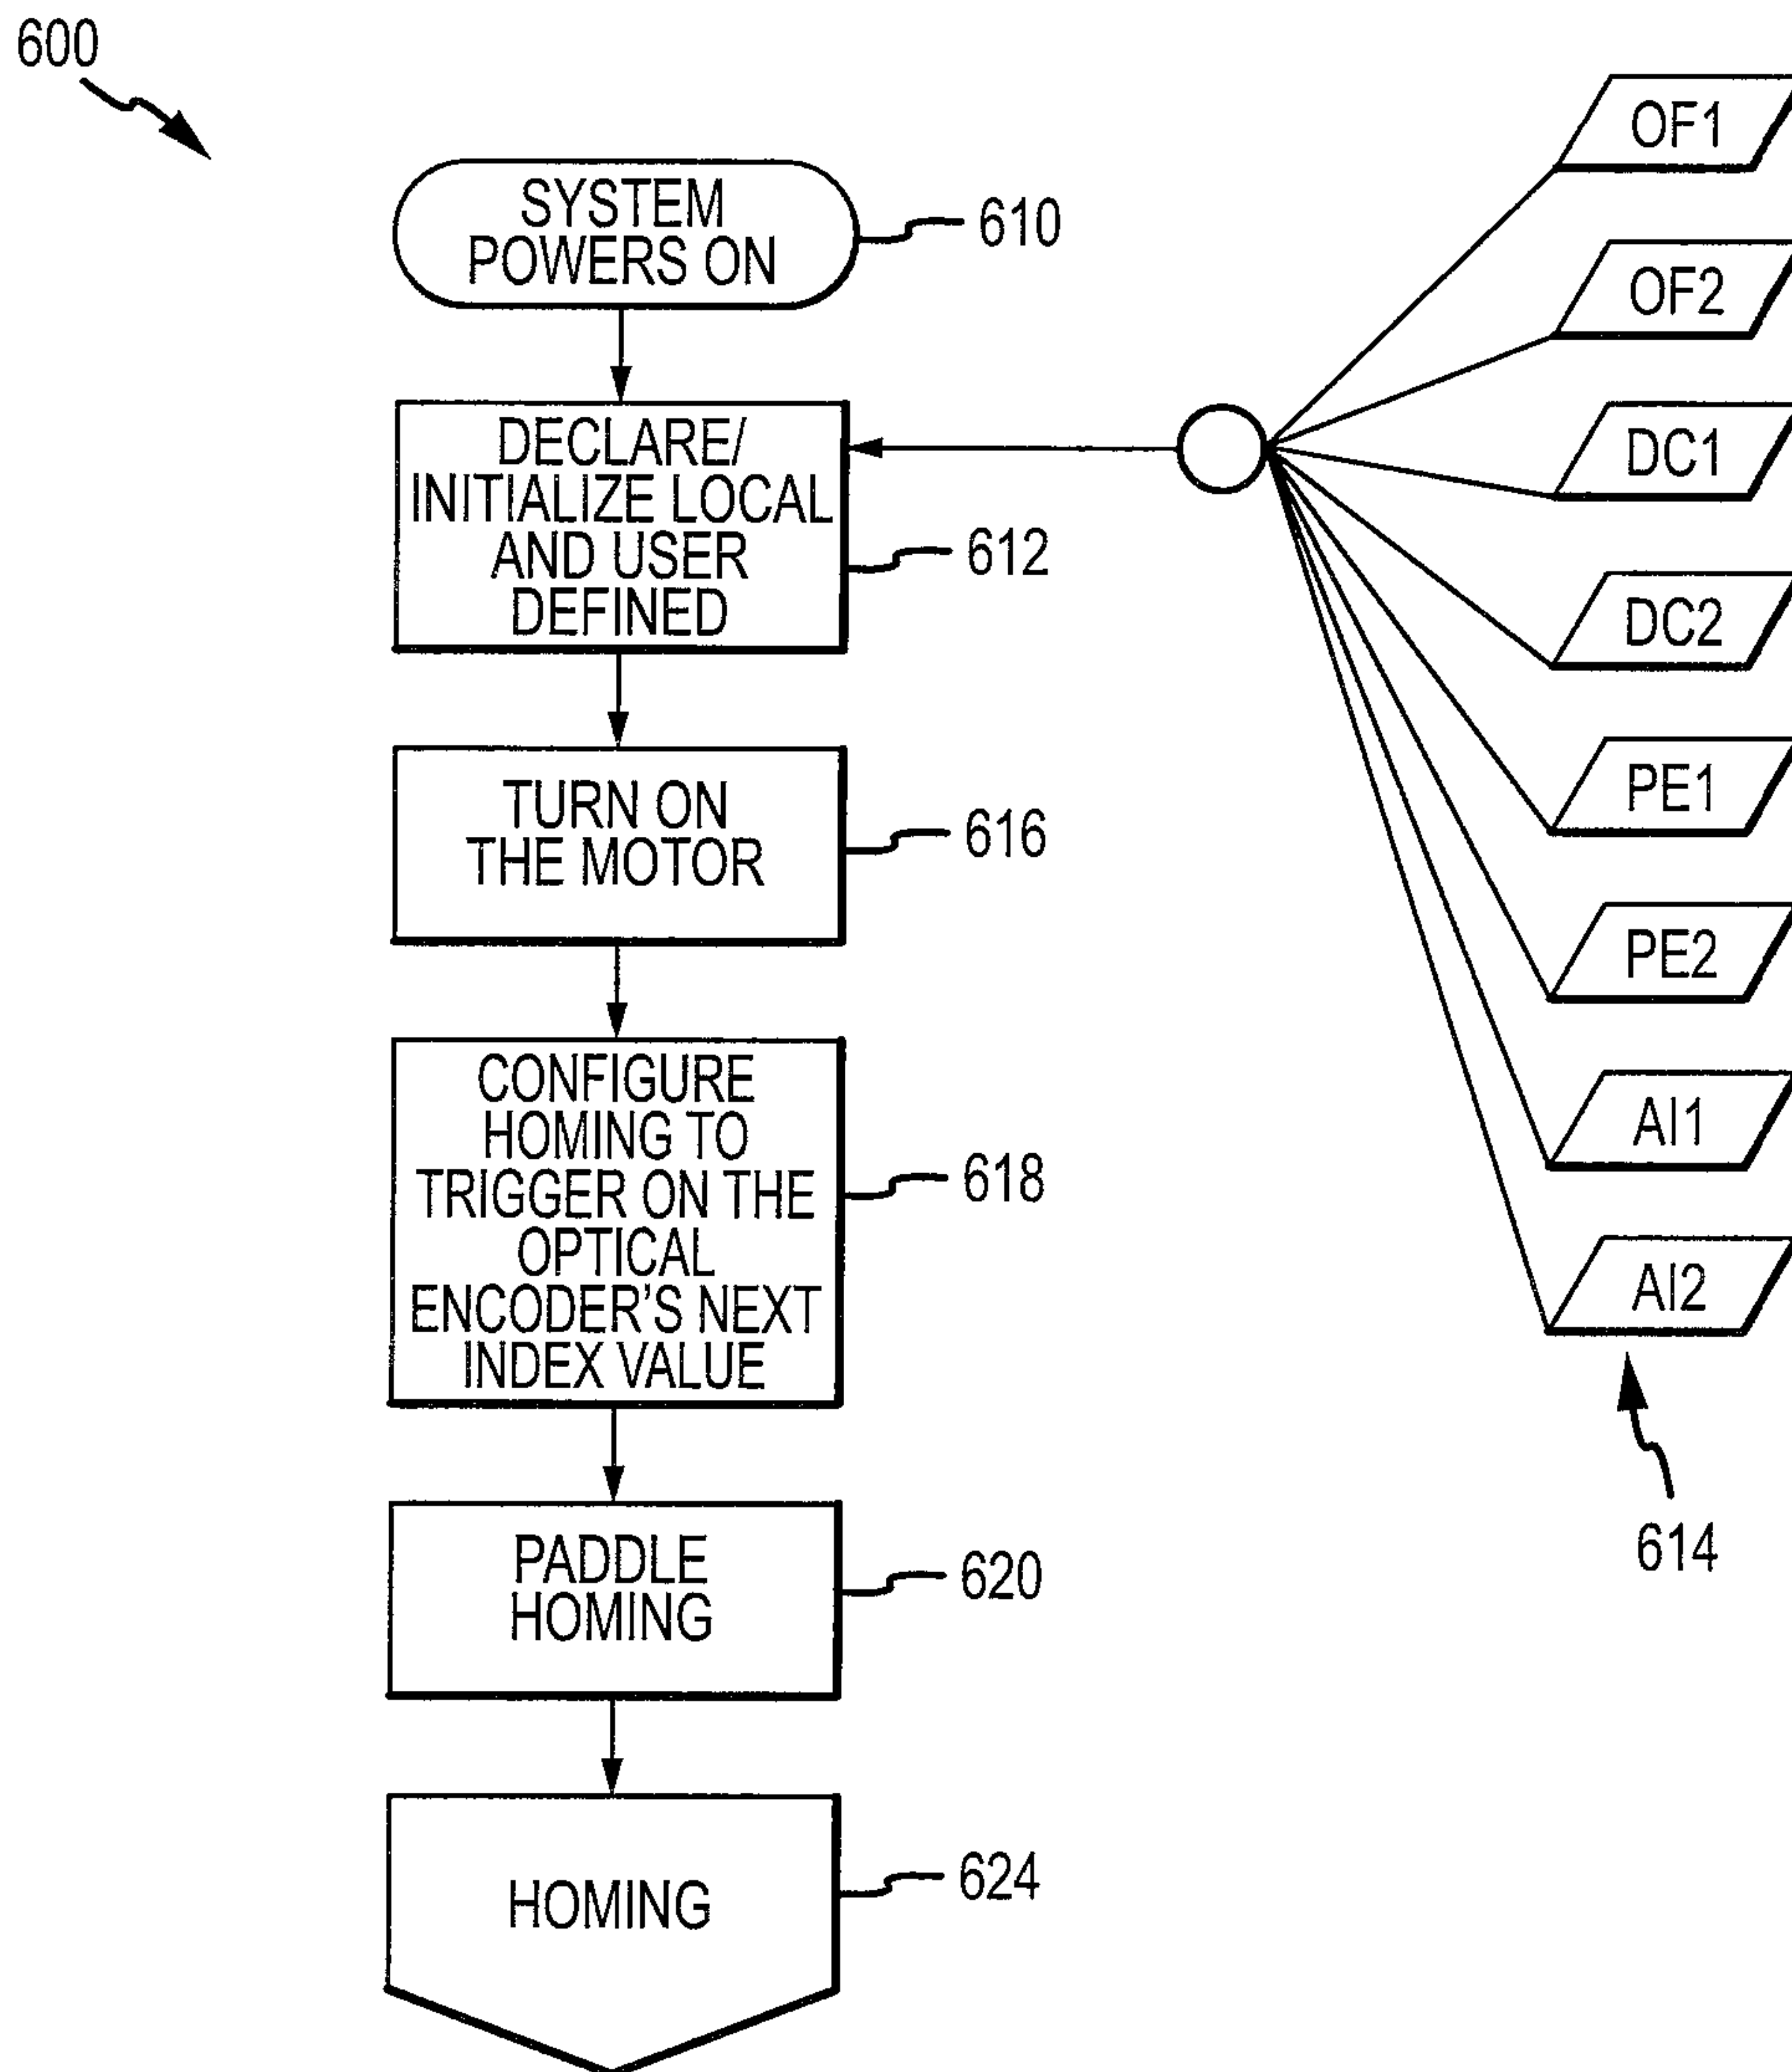 600
SYSTEM
POWERS ON
610
DECLARE/
INITIALIZE LOCAL
AND USER
DEFINED
612
TURN ON
THE MOTOR
616
CONFIGURE
HOMING TO
TRIGGER ON THE
OPTICAL
ENCODER'S NEXT
INDEX VALUE
618
PADDLE
HOMING
620
HOMING
624
OF1
OF2
DC1
DC2
PE1
PE2
AI1
AI2
614